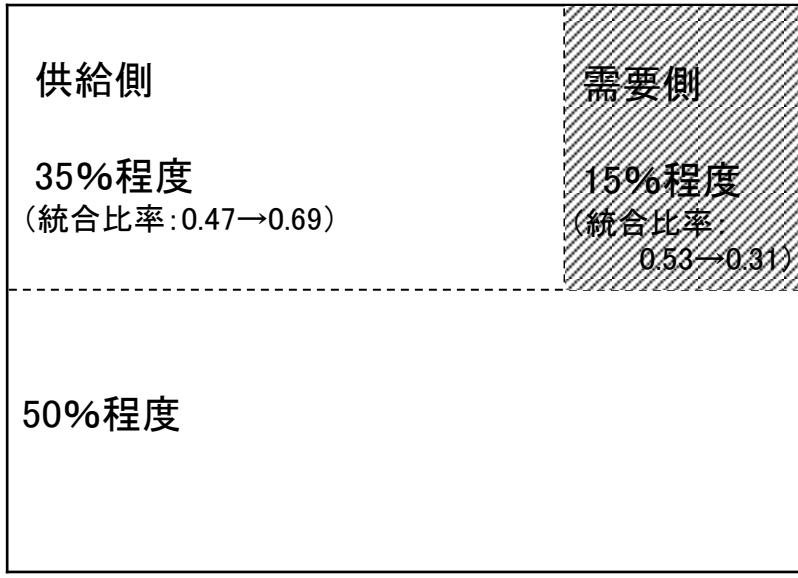 供給側
35%程度
（統合比率：0.47→0.69）
需要側
15%程度
（統合比率：
0.53→0.31）
50%程度